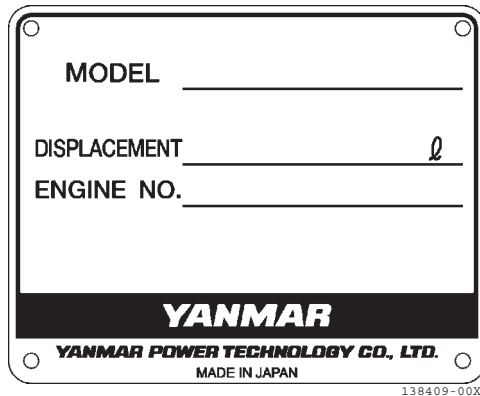 MODEL
DISPLACEMENT ℓ
ENGINE NO.
YANMAR
YANMAR POWER TECHNOLOGY CO., LTD.
MADE IN JAPAN
138409-00X